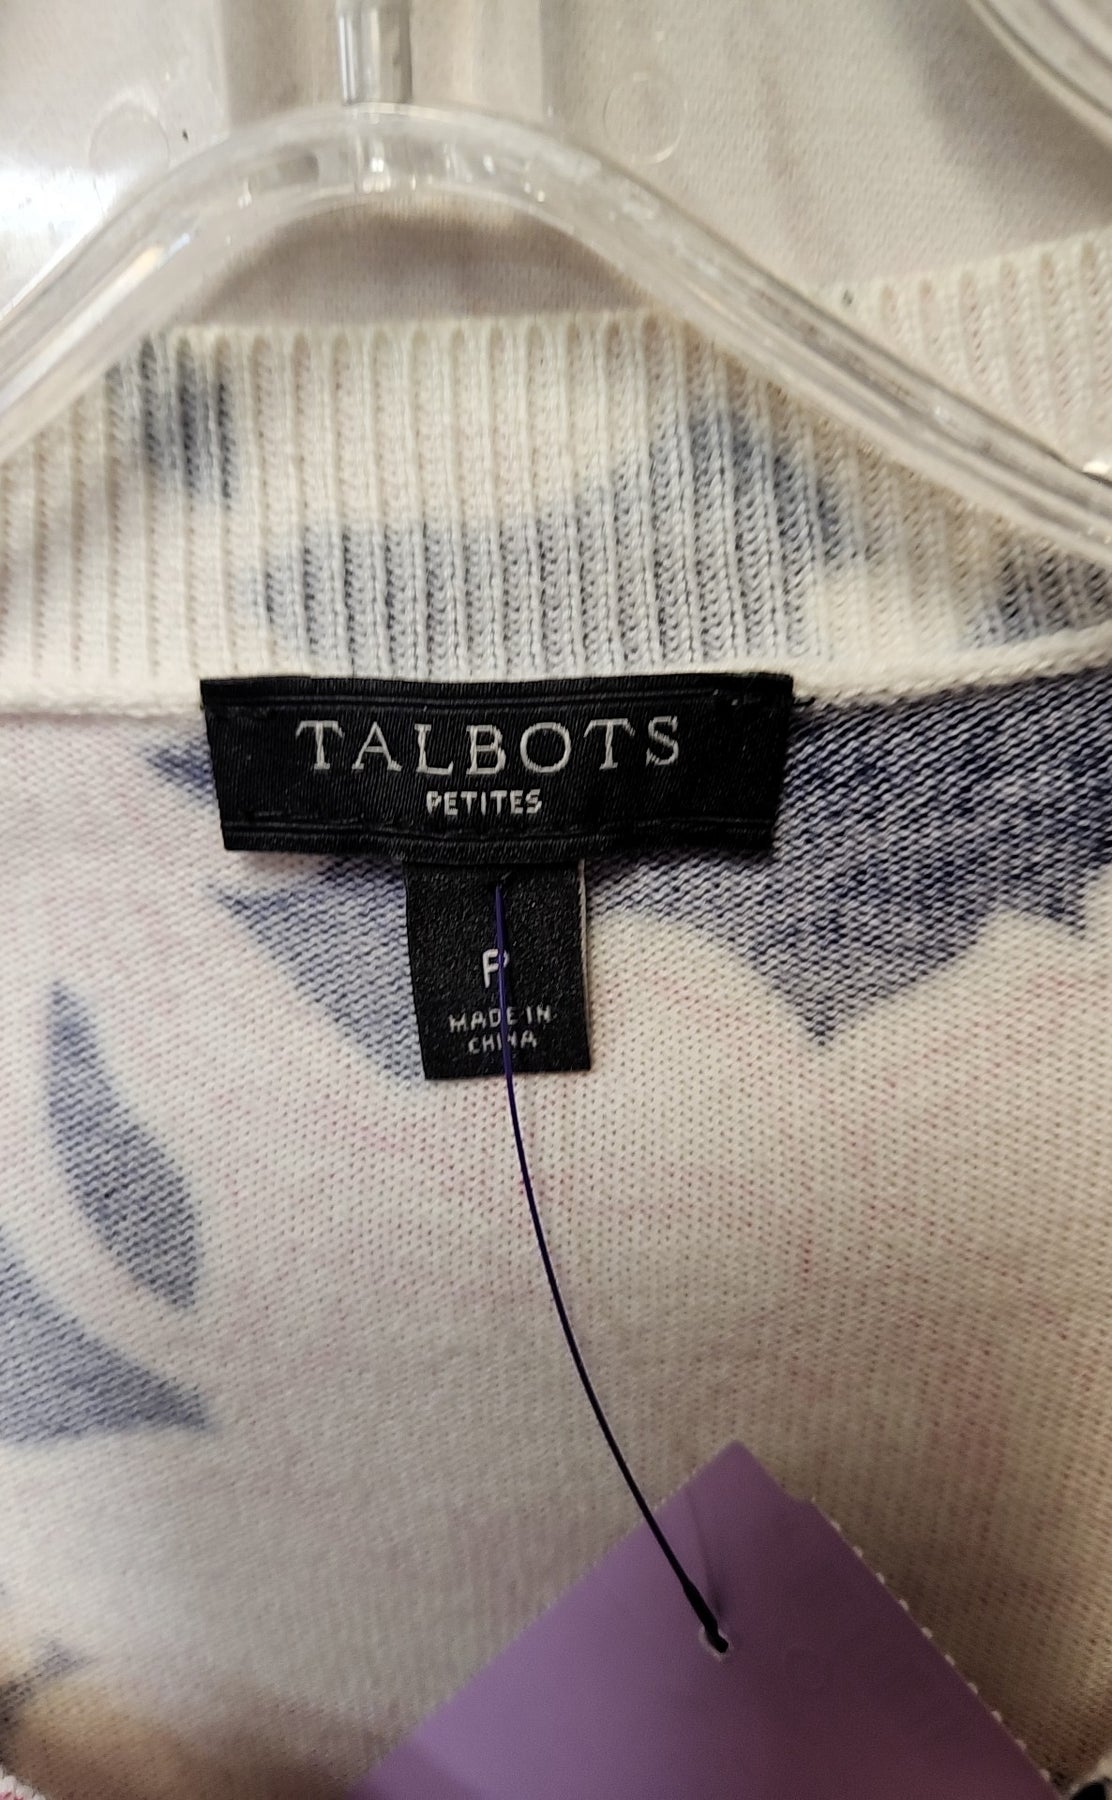 TALBOTS
PETITES
P
MADE IN
CHINA